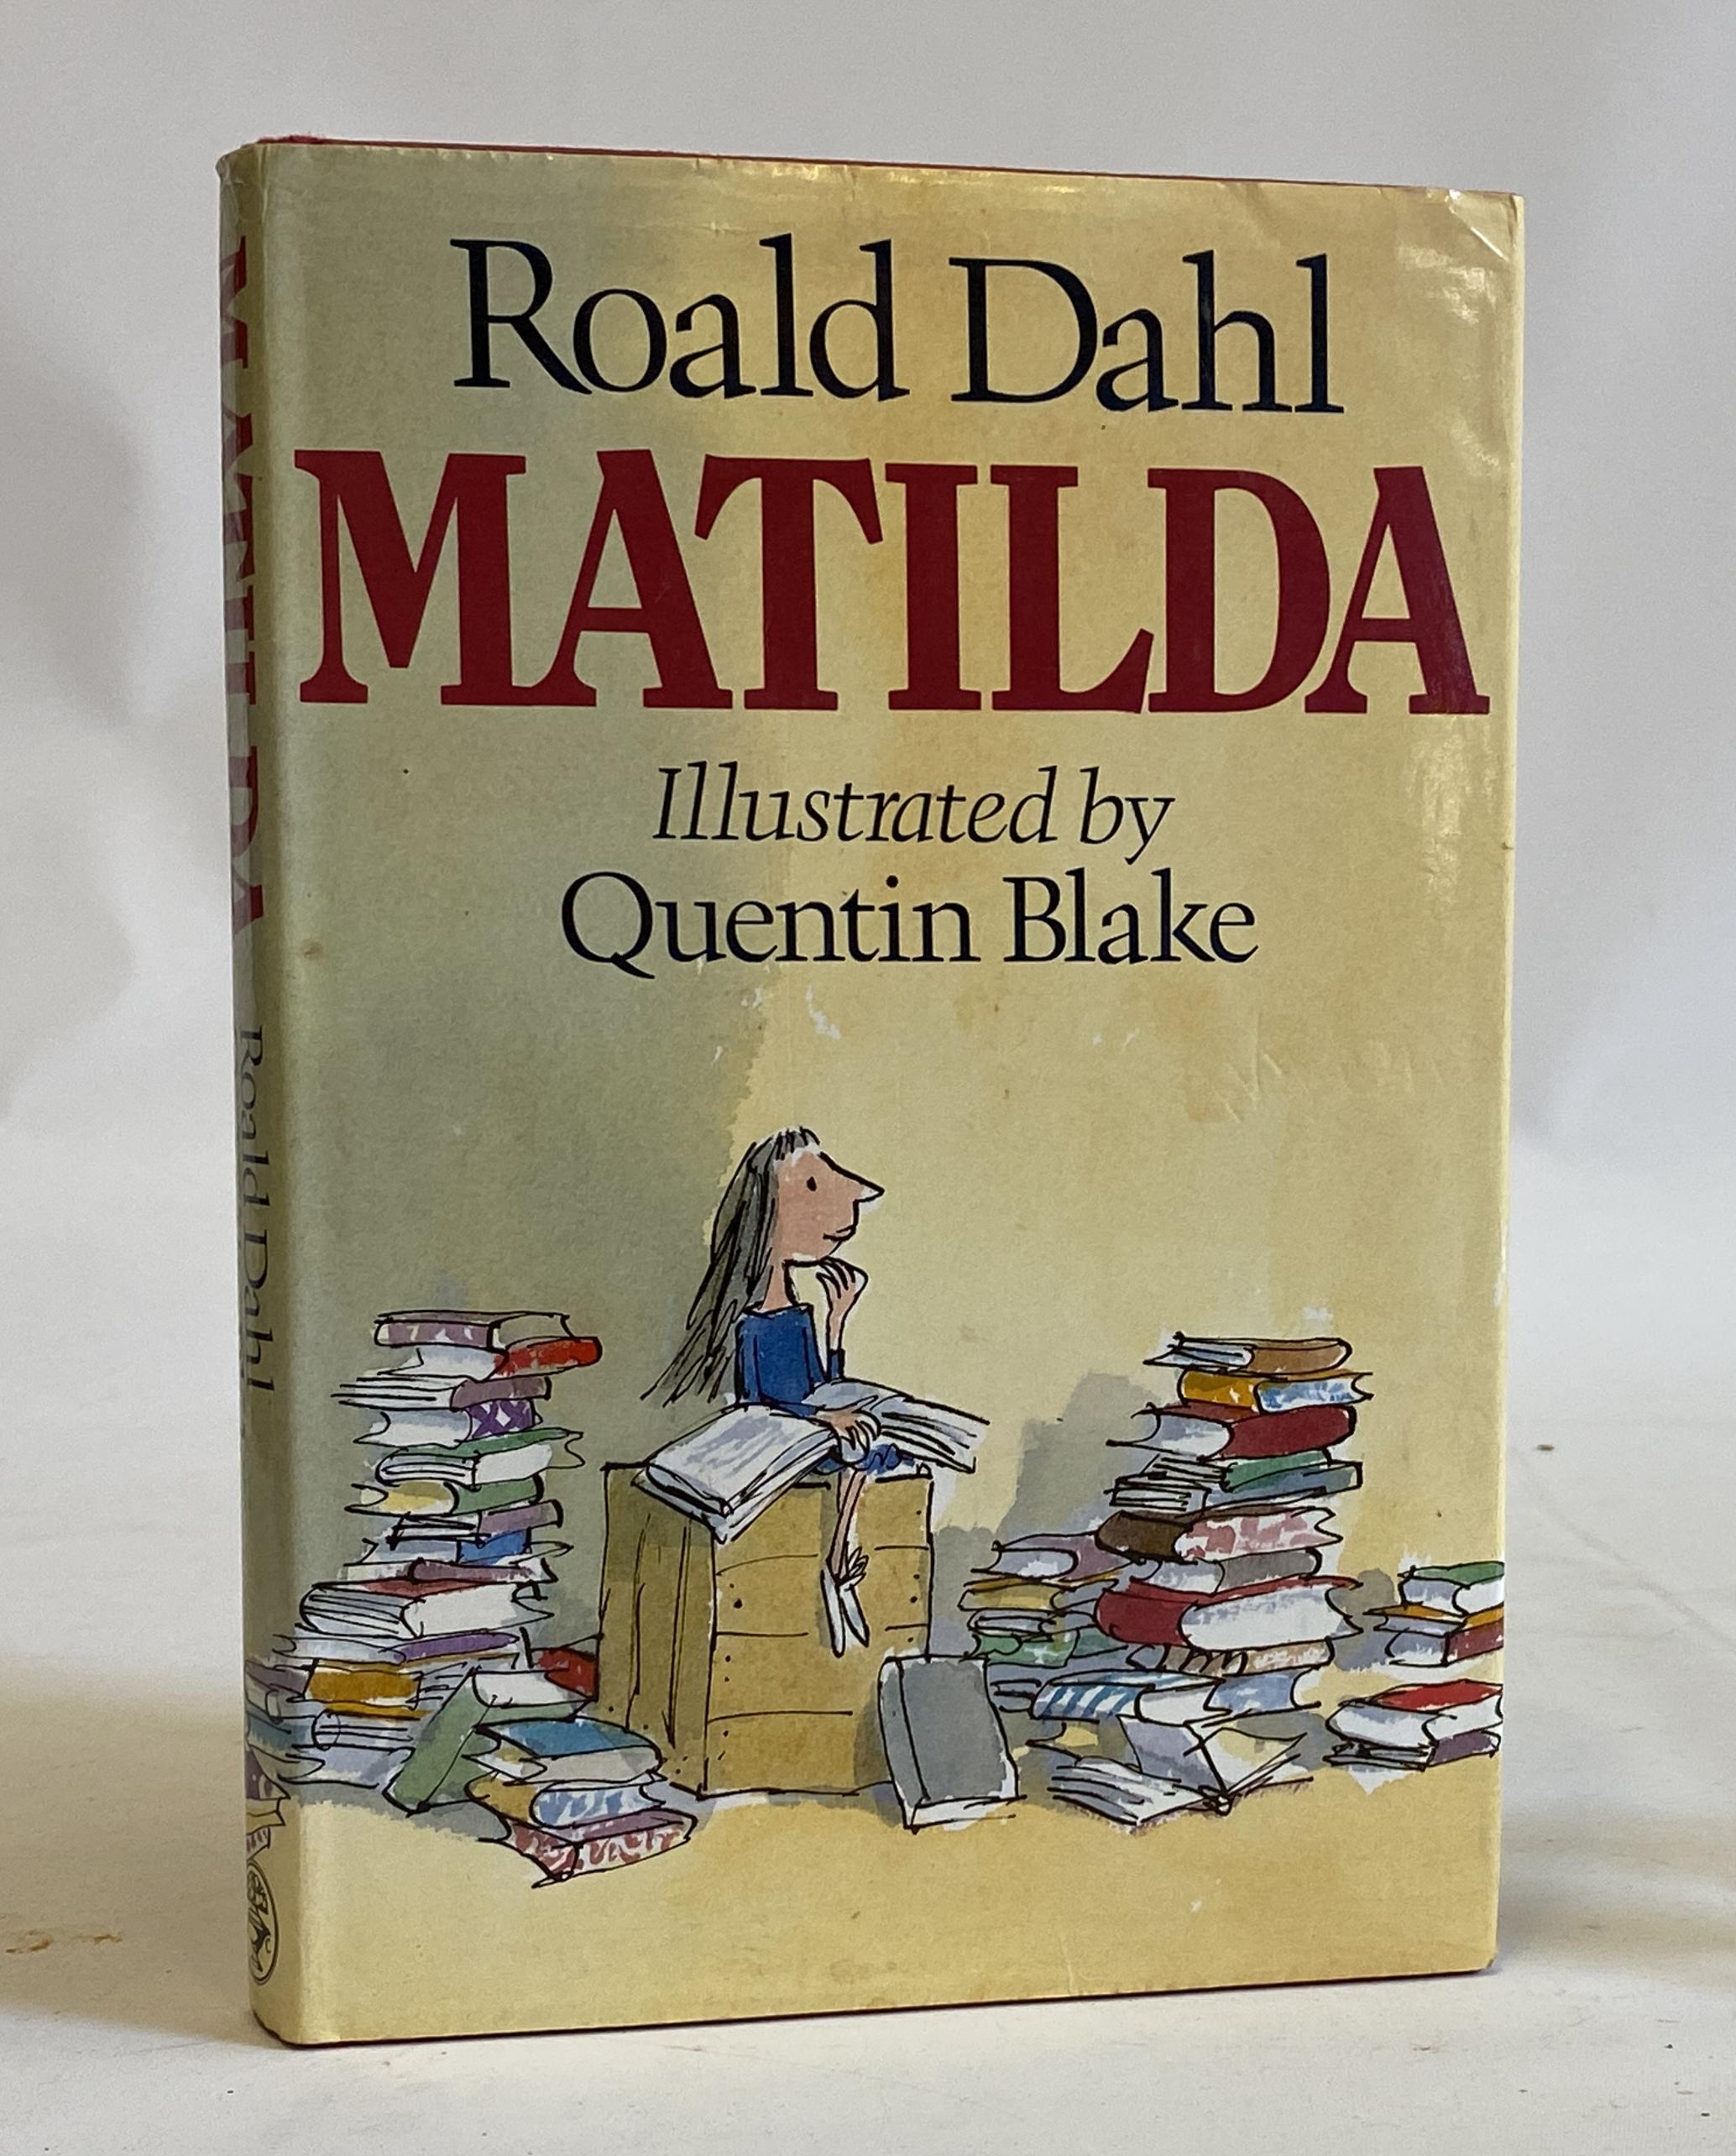 Roald Dahl
MATILDA
Illustrated by
Quentin Blake
MATILDA Roald Dahl